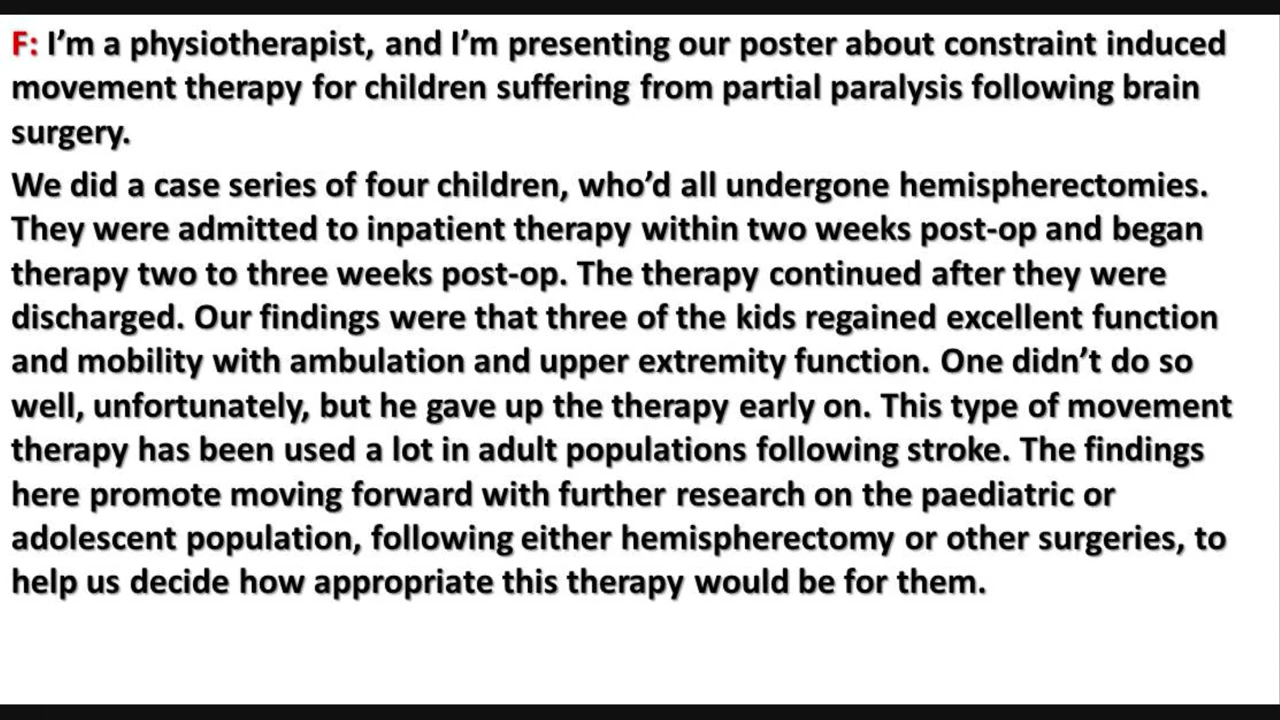 F: I’m a physiotherapist, and I’m presenting our poster about constraint induced
movement therapy for children suffering from partial paralysis following brain
surgery.
We did a case series of four children, who’d all undergone hemispherectomies.
They were admitted to inpatient therapy within two weeks post-op and began
therapy two to three weeks post-op. The therapy continued after they were
discharged. Our findings were that three of the kids regained excellent function
and mobility with ambulation and upper extremity function. One didn’t do so
well, unfortunately, but he gave up the therapy early on. This type of movement
therapy has been used a lot in adult populations following stroke. The findings
here promote moving forward with further research on the paediatric or
adolescent population, following either hemispherectomy or other surgeries, to
help us decide how appropriate this therapy would be for them.